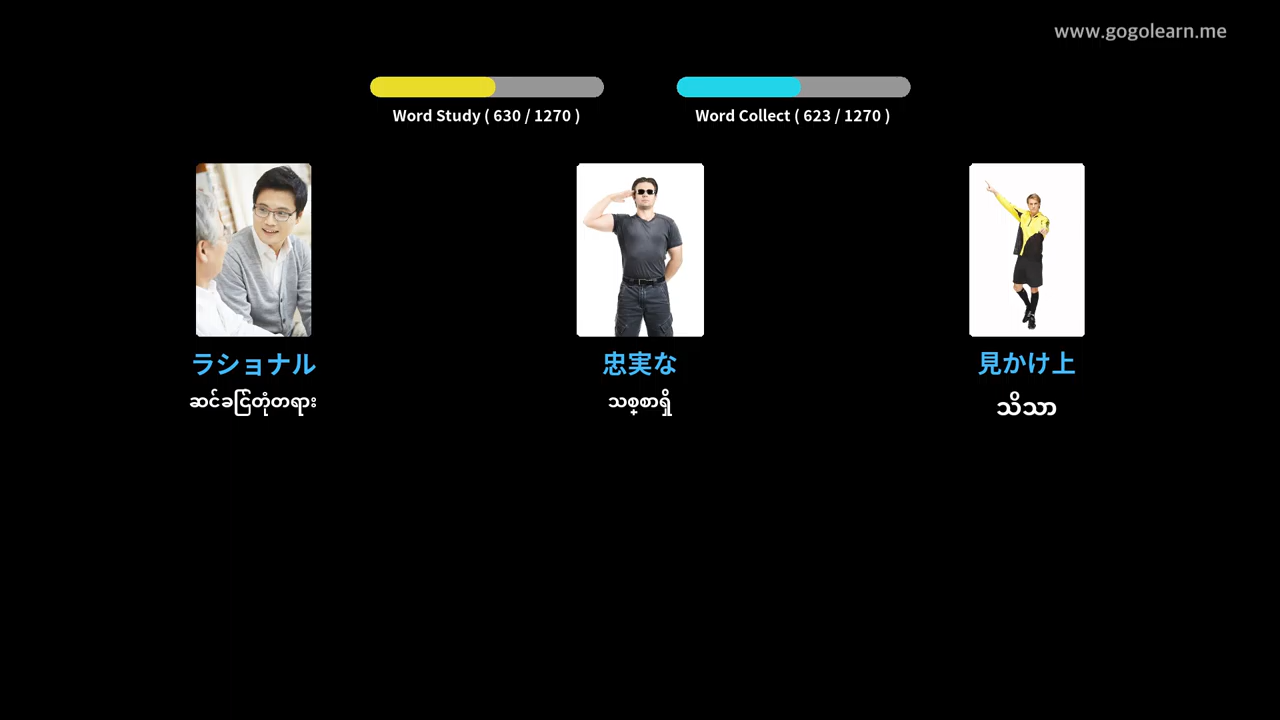 www.gogolearn.me
Word Study ( 630 / 1270 )
Word Collect ( 623 / 1270 )
ラショナル
忠実な
見かけ上
ဆင်ခြင်တုံတရား
သစ္စာရှိ
သိသာ